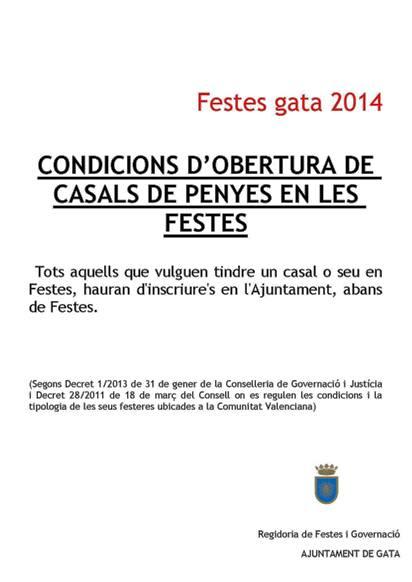 Festes gata 2014
CONDICIONS D’OBERTURA DE
CASALS DE PENYES EN LES
FESTES
Tots aquells que vulguen tindre un casal o seu en
Festes, hauran d'inscriure's en l'Ajuntament, abans
de Festes.
(Segons Decret 1/2013 de 31 de gener de la Conselleria de Governació i Justícia
i Decret 28/2011 de 18 de març del Consell on es regulen les condicions i la
tipologia de les seus festeres ubicades a la Comunitat Valenciana)
Regidoria de Festes i Governació
AJUNTAMENT DE GATA